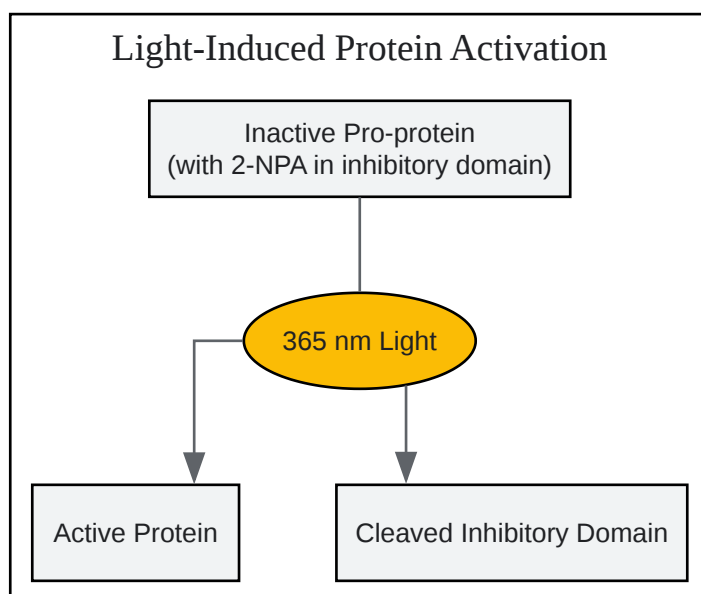 Light-Induced Protein Activation
Inactive Pro-protein
(with 2-NPA in inhibitory domain)
365 nm Light
Active Protein
Cleaved Inhibitory Domain